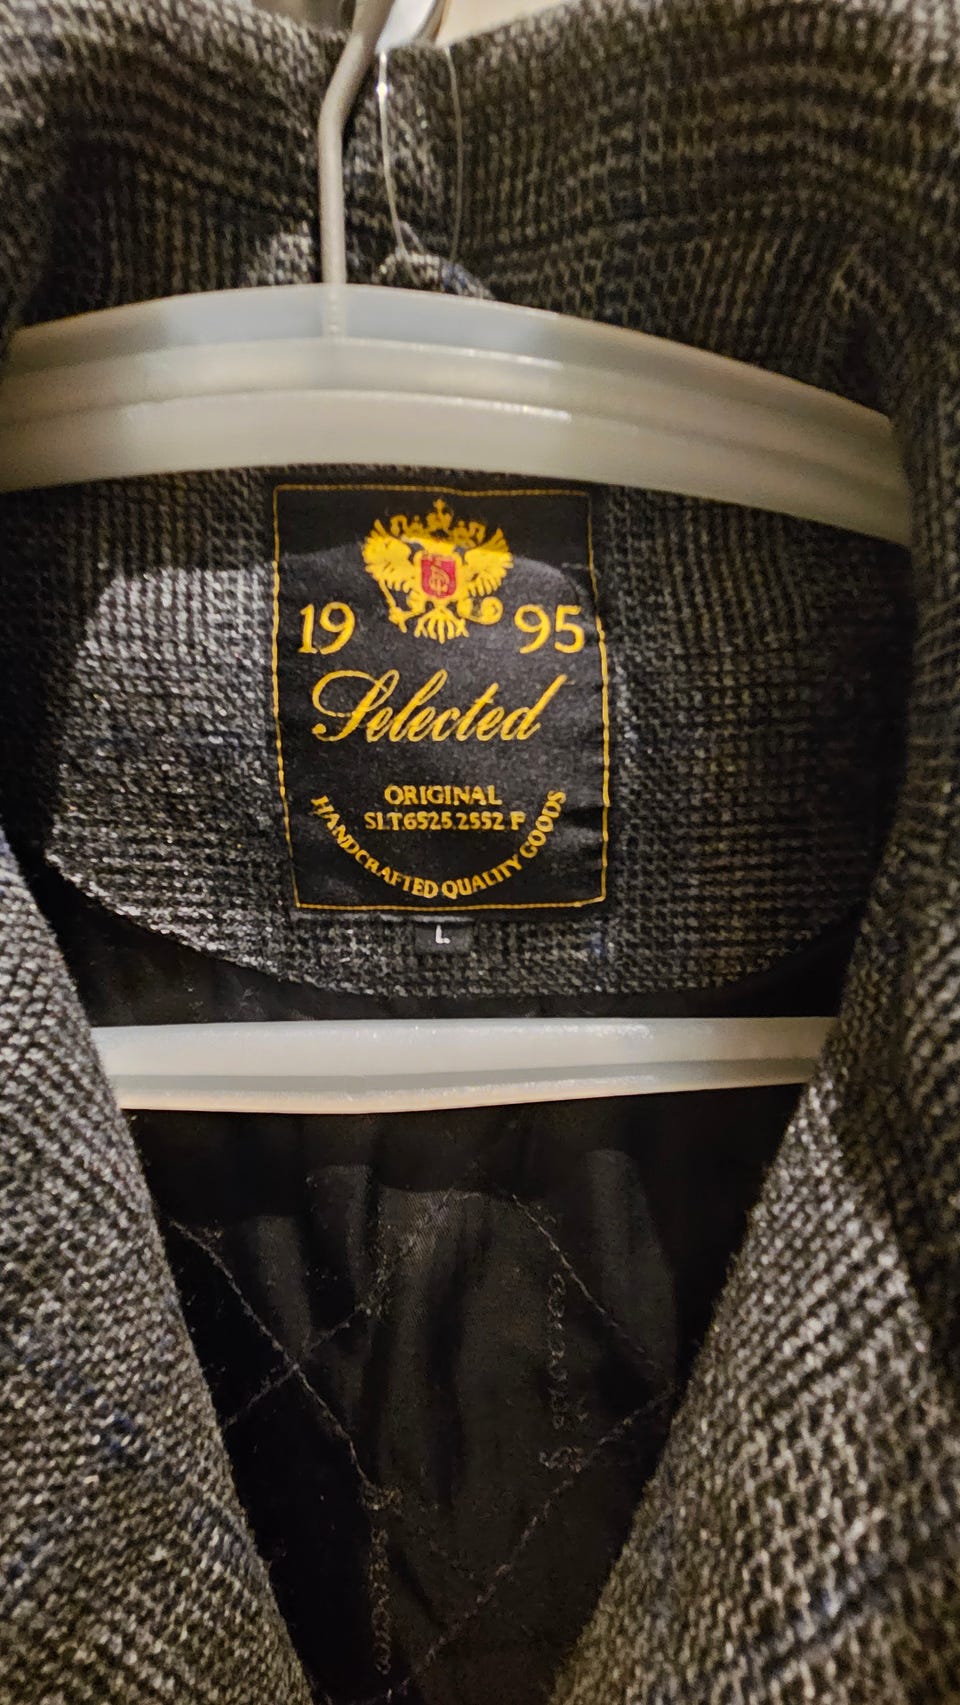 19 95
Selected
ORIGINAL
SLT.6525.2552 F
HANDCRAFTED QUALITY GOODS
L